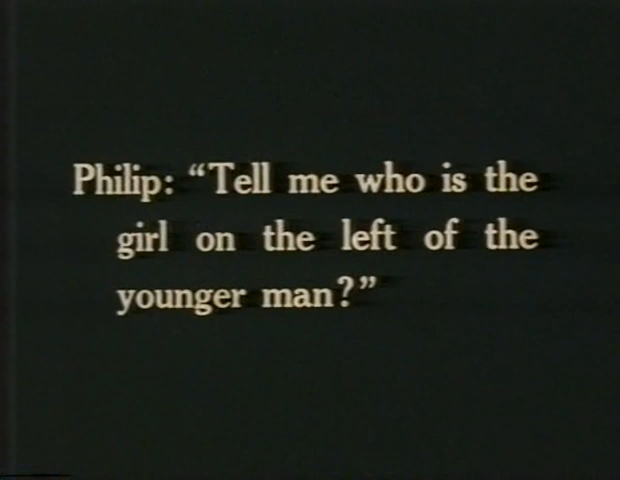 Philip: “Tell me who is the
girl on the left of the
younger man?”